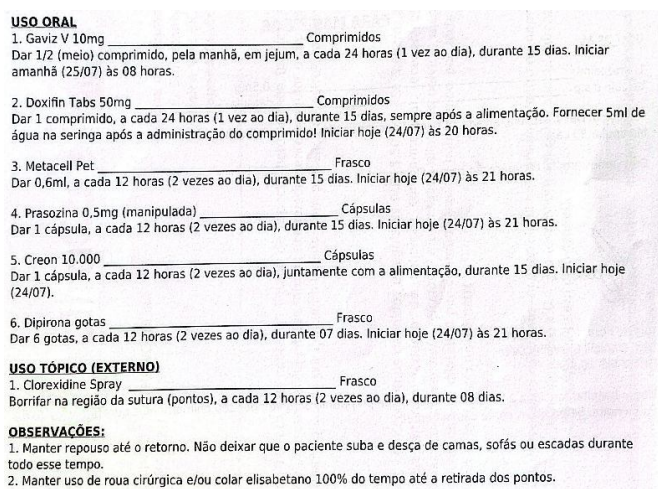 USO ORAL
1. Gaviz V 10mg ______________________________ Comprimidos
Dar 1/2 (meio) comprimido, pela manhã, em jejum, a cada 24 horas (1 vez ao dia), durante 15 dias. Iniciar
amanhã (25/07) às 08 horas.
2. Doxifin Tabs 50mg ___________________________ Comprimidos
Dar 1 comprimido, a cada 24 horas (1 vez ao dia), durante 15 dias, sempre após a alimentação. Fornecer 5ml de
água na seringa após a administração do comprimido! Iniciar hoje (24/07) às 20 horas.
3. Metacell Pet ___________________________________ Frasco
Dar 0,6ml, a cada 12 horas (2 vezes ao dia), durante 15 dias. Iniciar hoje (24/07) às 21 horas.
4. Prasozina 0,5mg (manipulada) _____________________ Cápsulas
Dar 1 cápsula, a cada 12 horas (2 vezes ao dia), durante 15 dias. Iniciar hoje (24/07) às 21 horas.
5. Creon 10.000 _________________________________ Cápsulas
Dar 1 cápsula, a cada 12 horas (2 vezes ao dia), juntamente com a alimentação, durante 15 dias. Iniciar hoje
(24/07).
6. Dipirona gotas __________________________________ Frasco
Dar 6 gotas, a cada 12 horas (2 vezes ao dia), durante 07 dias. Iniciar hoje (24/07) às 21 horas.
USO TÓPICO (EXTERNO)
1. Clorexidine Spray ________________________________ Frasco
Borrifar na região da sutura (pontos), a cada 12 horas (2 vezes ao dia), durante 08 dias.
OBSERVAÇÕES:
1. Manter repouso até o retorno. Não deixar que o paciente suba e desça de camas, sofás ou escadas durante
todo esse tempo.
2. Manter uso de roua cirúrgica e/ou colar elisabetano 100% do tempo até a retirada dos pontos.